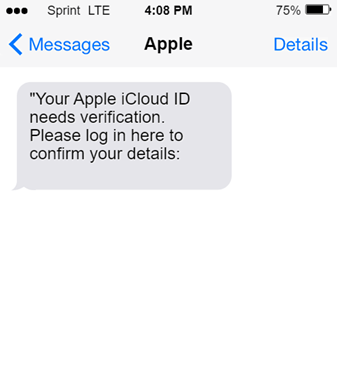 Sprint LTE 4:08 PM 75%
Messages Apple Details
"Your Apple iCloud ID
needs verification.
Please log in here to
confirm your details: